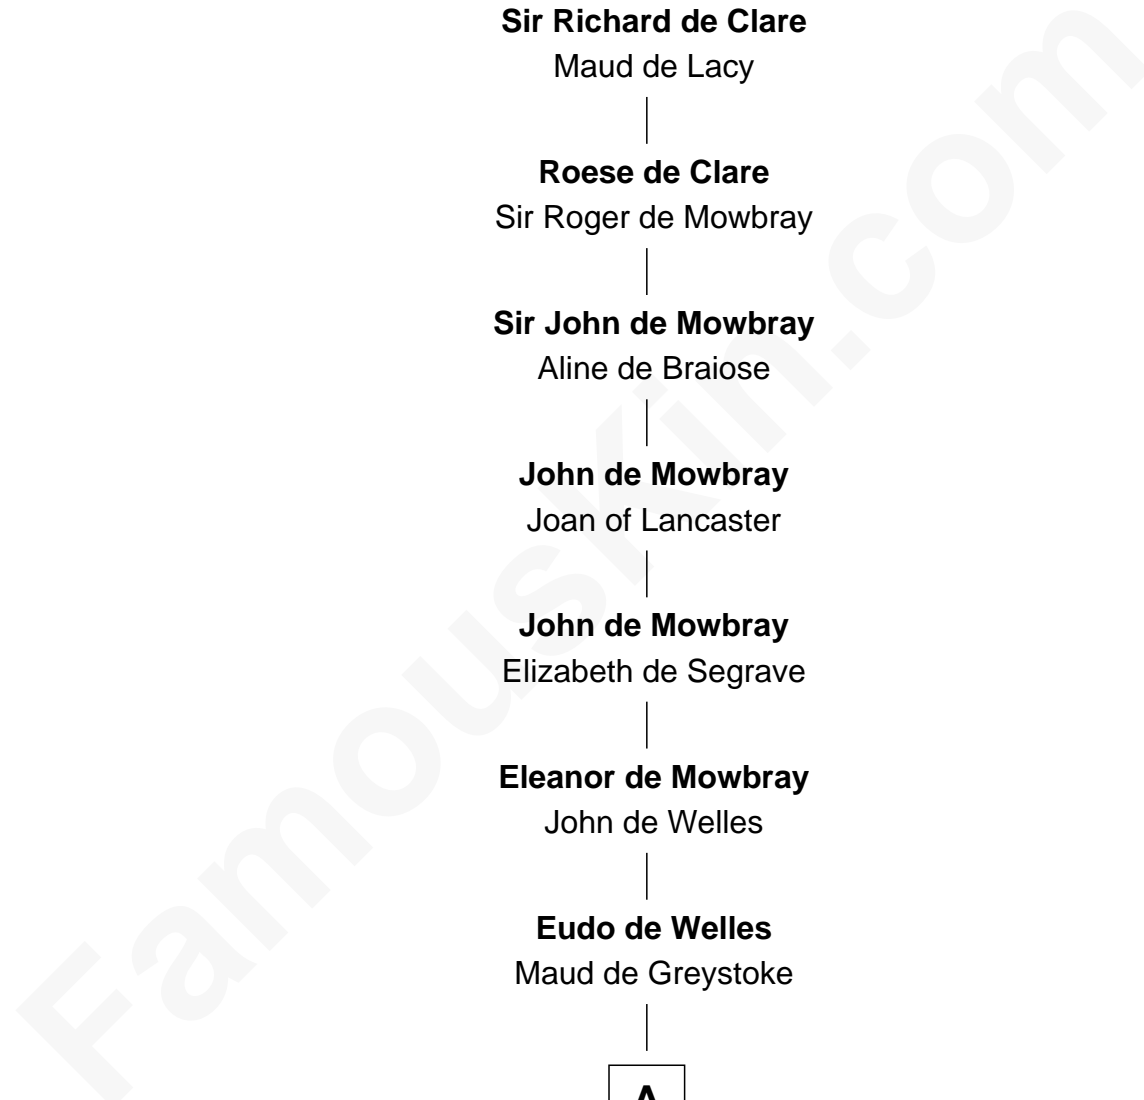 Sir Richard de Clare
Maud de Lacy
Roese de Clare
Sir Roger de Mowbray
Sir John de Mowbray
Aline de Braiose
John de Mowbray
Joan of Lancaster
John de Mowbray
Elizabeth de Segrave
Eleanor de Mowbray
John de Welles
Eudo de Welles
Maud de Greystoke
A
FamousKin.com